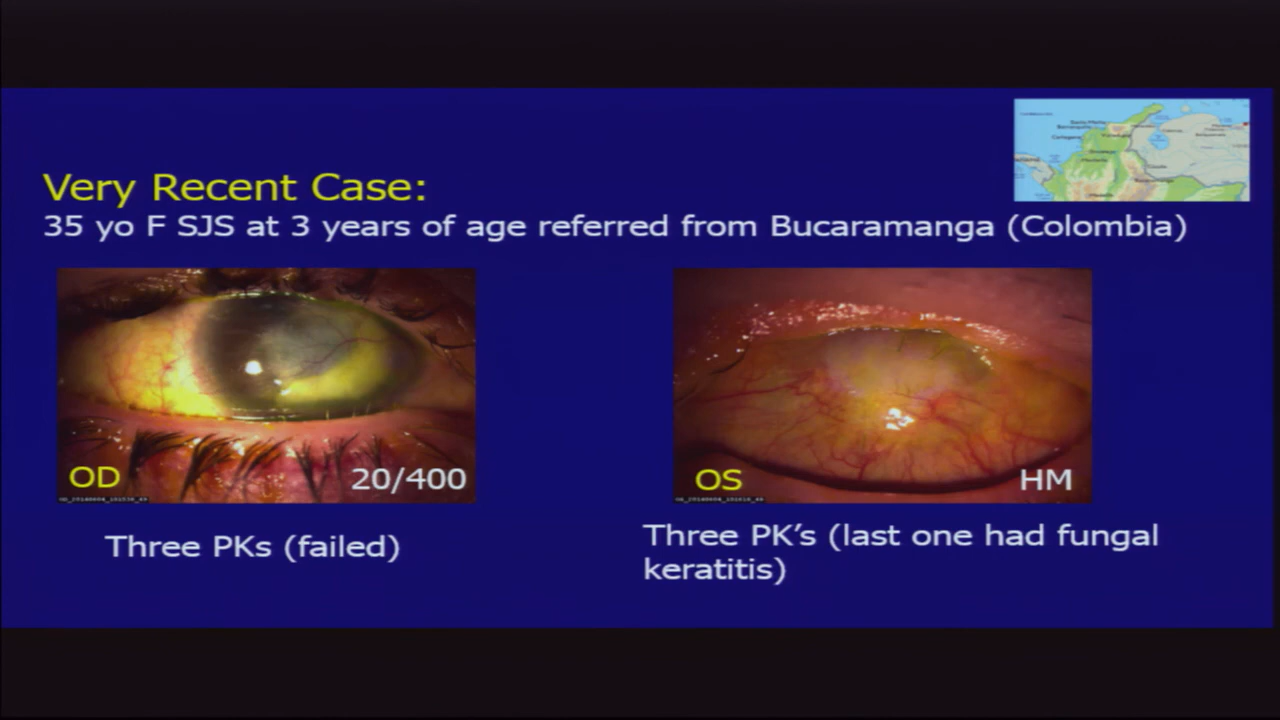 Very Recent Case:
35 yo F SJS at 3 years of age referred from Bucaramanga (Colombia)
OD
20/400
OS
HM
Three PKs (failed)
Three PK's (last one had fungal
keratitis)